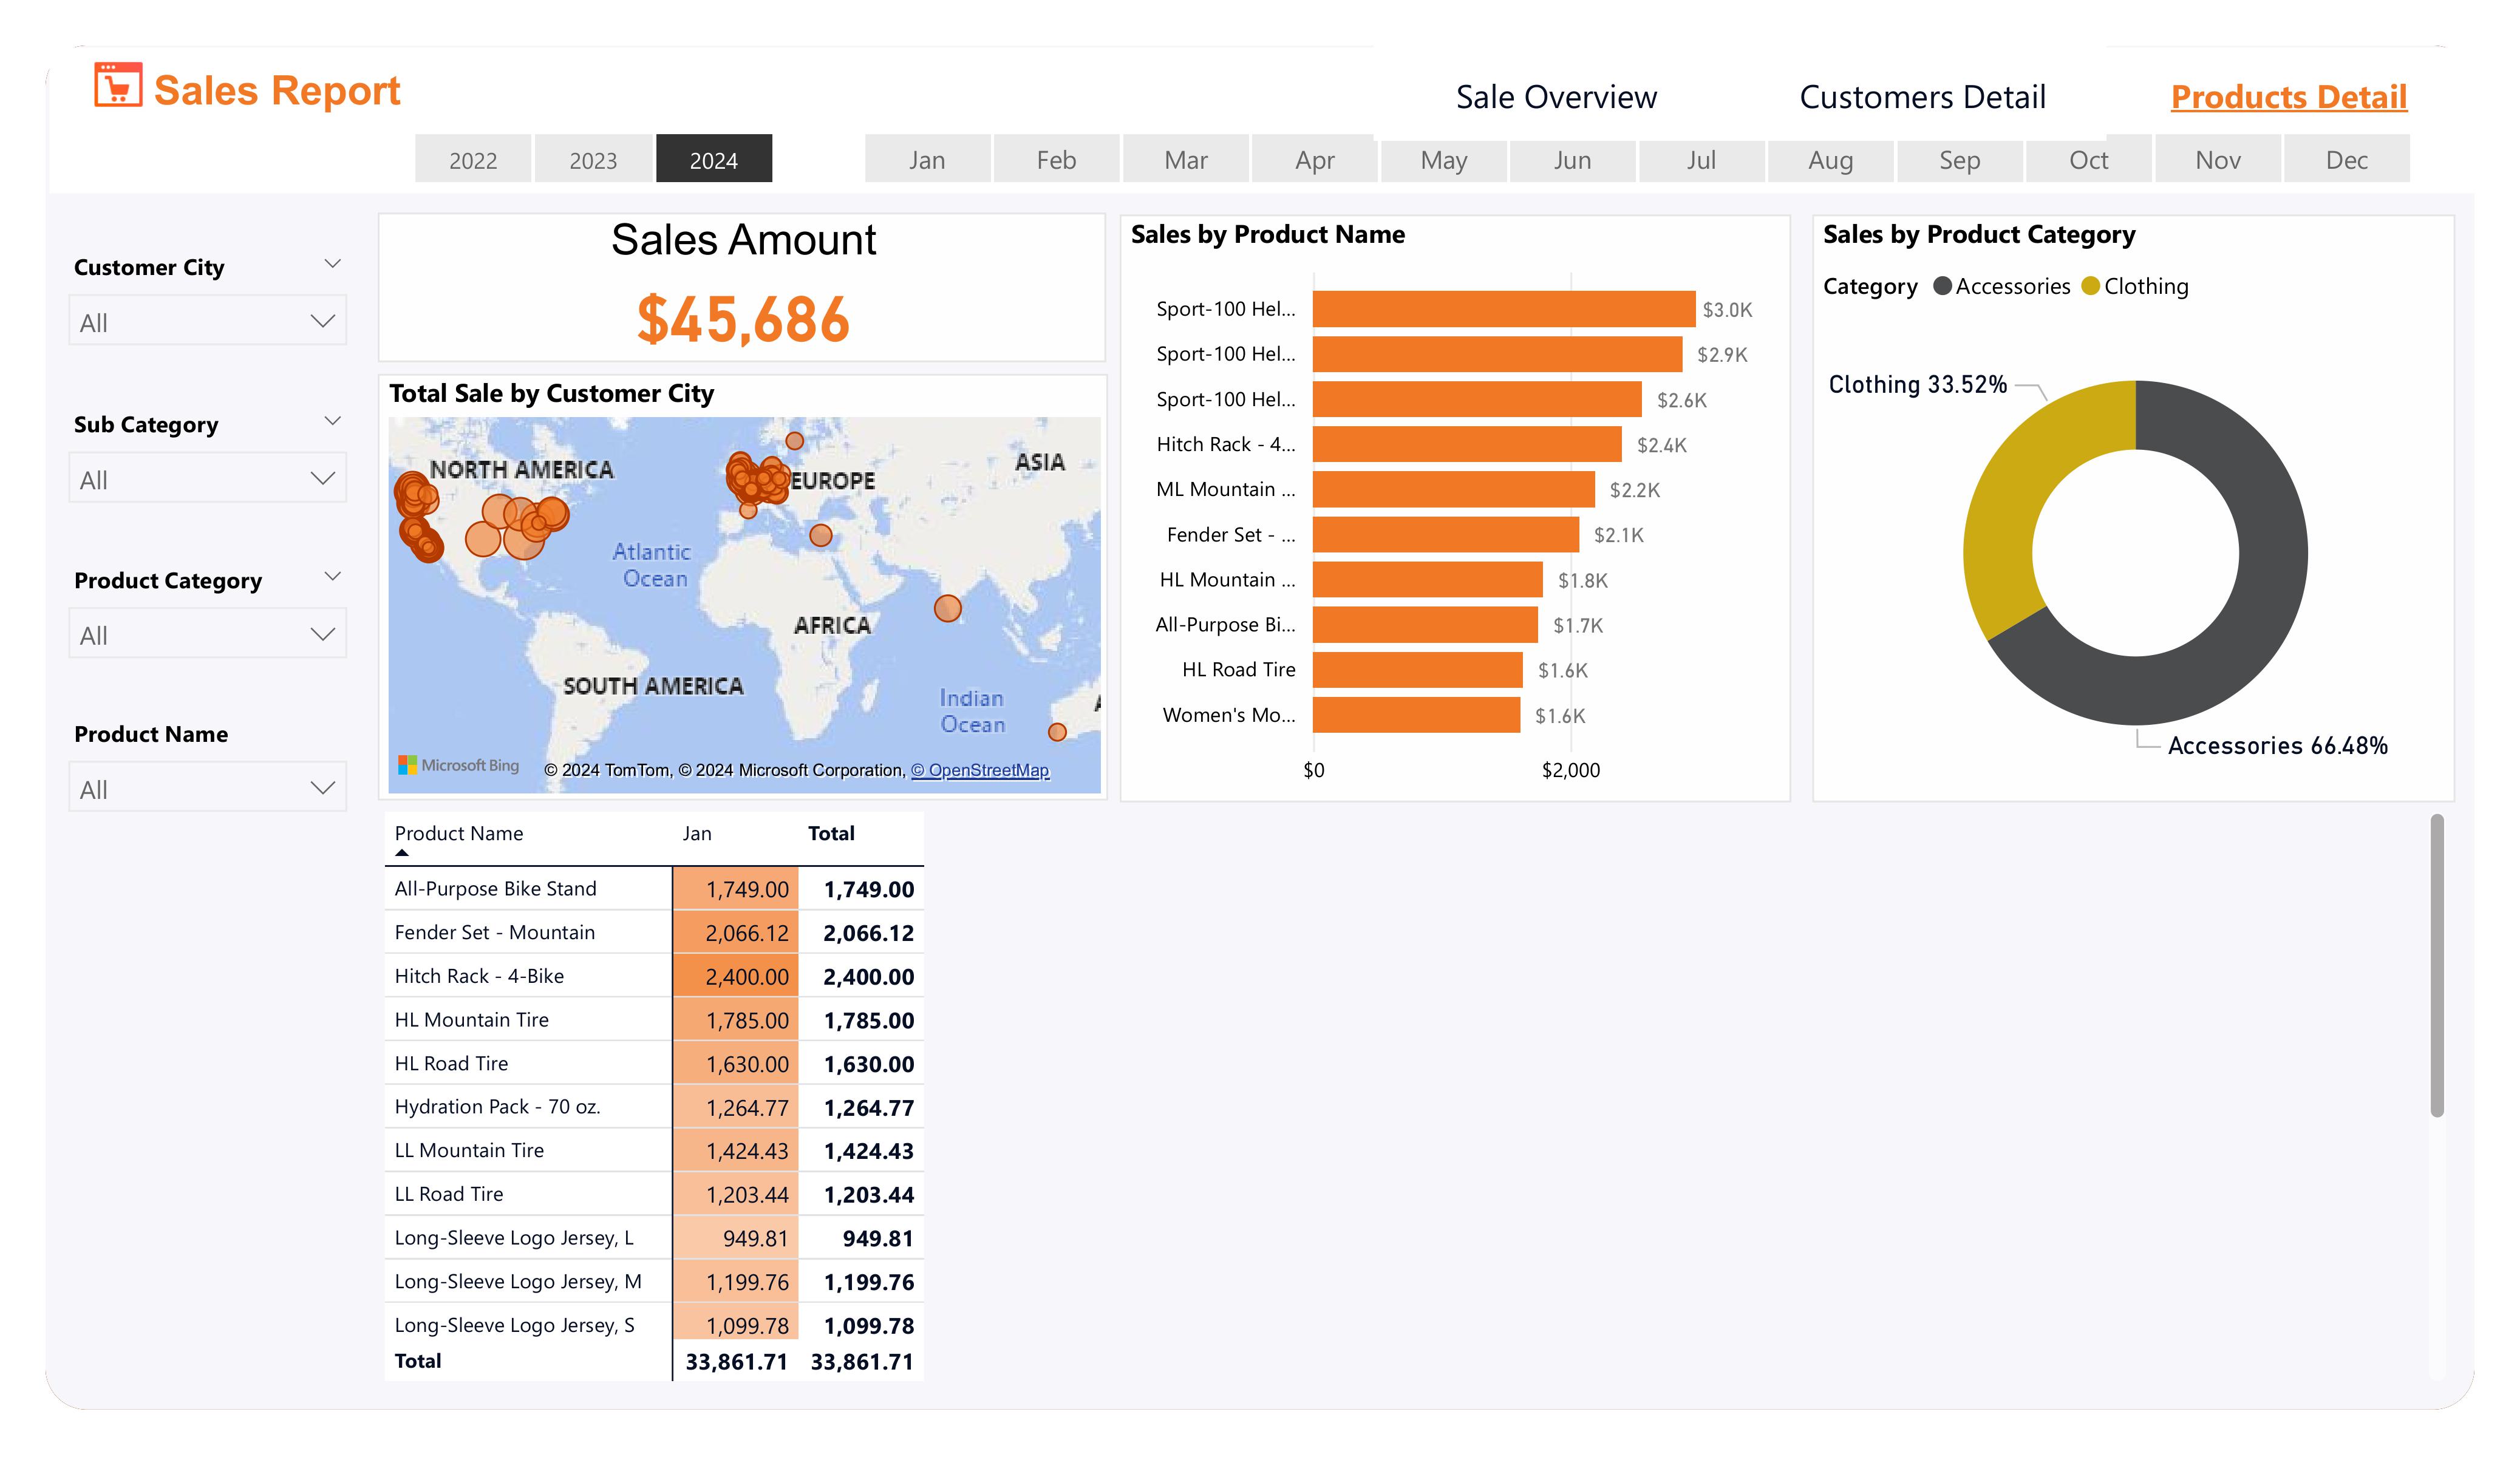 Sales Report
Sale Overview
Customers Detail
Products Detail
2022 2023 2024 Jan Feb Mar Apr May Jun Jul Aug Sep Oct Nov Dec
Customer City
All
Sub Category
All
Product Category
All
Product Name
All
Sales Amount
$45,686
Total Sale by Customer City
NORTH AMERICA
EUROPE
ASIA
Atlantic
Ocean
AFRICA
SOUTH AMERICA
Indian
Ocean
A
Microsoft Bing
© 2024 TomTom, © 2024 Microsoft Corporation, © OpenStreetMap
Sales by Product Name
Sport-100 Hel... $3.0K
Sport-100 Hel... $2.9K
Sport-100 Hel... $2.6K
Hitch Rack - 4... $2.4K
ML Mountain ... $2.2K
Fender Set - ... $2.1K
HL Mountain ... $1.8K
All-Purpose Bi... $1.7K
HL Road Tire $1.6K
Women's Mo... $1.6K
$0 $2,000
Sales by Product Category
Category Accessories Clothing
Clothing 33.52%
Accessories 66.48%
Product Name Jan Total
All-Purpose Bike Stand 1,749.00 1,749.00
Fender Set - Mountain 2,066.12 2,066.12
Hitch Rack - 4-Bike 2,400.00 2,400.00
HL Mountain Tire 1,785.00 1,785.00
HL Road Tire 1,630.00 1,630.00
Hydration Pack - 70 oz. 1,264.77 1,264.77
LL Mountain Tire 1,424.43 1,424.43
LL Road Tire 1,203.44 1,203.44
Long-Sleeve Logo Jersey, L 949.81 949.81
Long-Sleeve Logo Jersey, M 1,199.76 1,199.76
Long-Sleeve Logo Jersey, S 1,099.78 1,099.78
Total 33,861.71 33,861.71